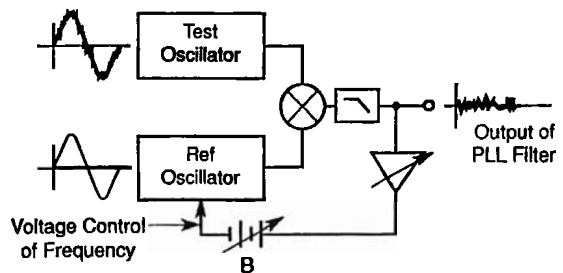 Test
Oscillator
Ref
Oscillator
Output of
PLL Filter
Voltage Control
of Frequency
B